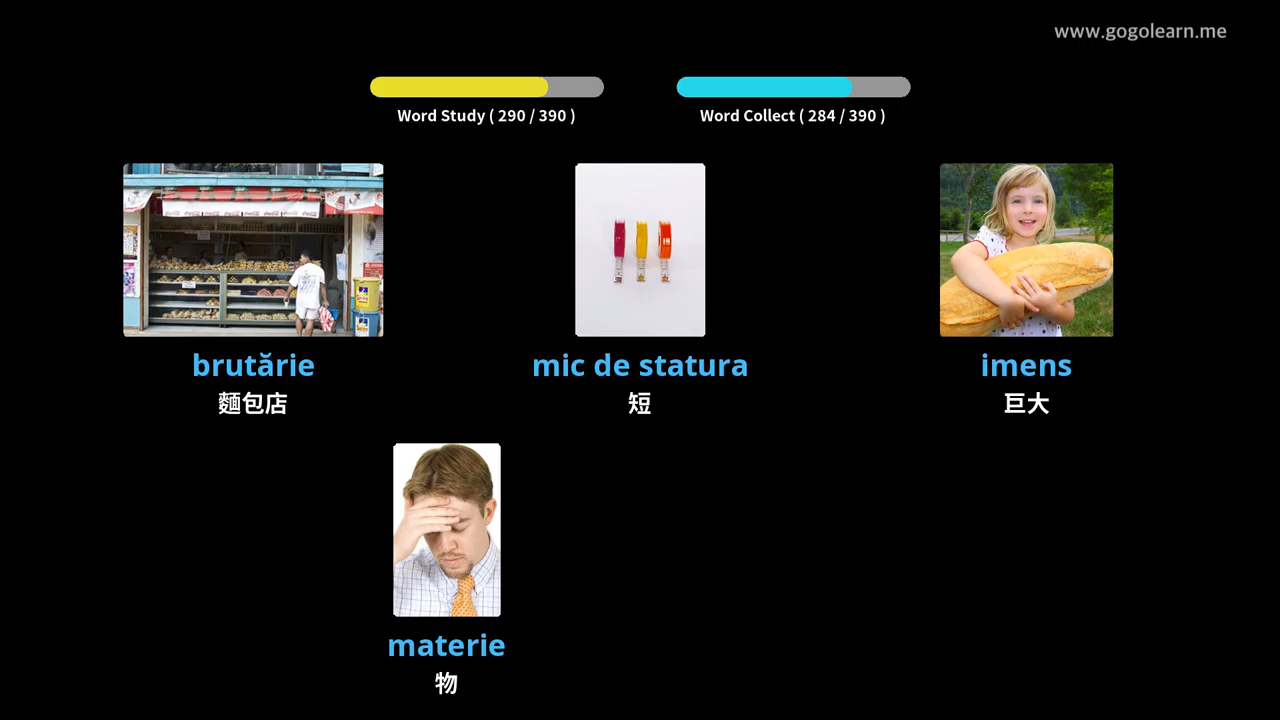 www.gogolearn.me
Word Study ( 290 / 390 )
Word Collect ( 284 / 390 )
brutărie
mic de statura
imens
麵包店
短
巨大
materie
物